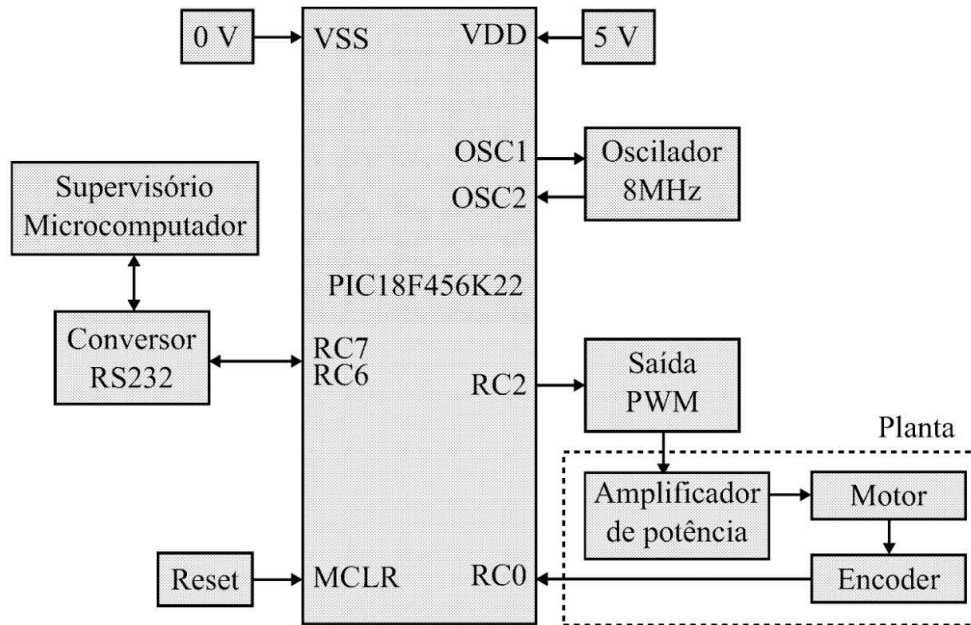 0 V
VSS
VDD
5 V
OSC1
OSC2
Oscilador
8MHz
Supervisório
Microcomputador
PIC18F456K22
Conversor
RS232
RC7
RC6
RC2
Saída
PWM
Planta
Amplificador
de potência
Motor
Encoder
Reset
MCLR
RC0